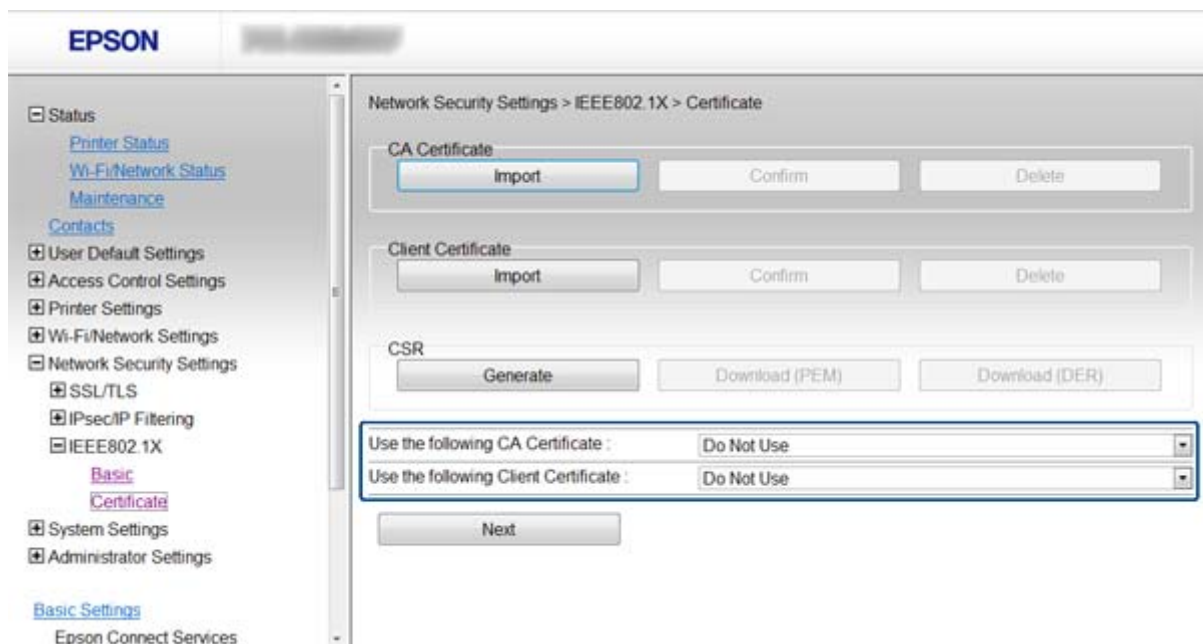 EPSON
Status
Printer Status
Wi-Fi/Network Status
Maintenance
Contacts
User Default Settings
Access Control Settings
Printer Settings
Wi-Fi/Network Settings
Network Security Settings
SSL/TLS
IPsec/IP Filtering
IEEE802.1X
Basic
Certificate
System Settings
Administrator Settings
Basic Settings
Epson Connect Services
Network Security Settings > IEEE802.1X > Certificate
CA Certificate
Import Confirm Delete
Client Certificate
Import Confirm Delete
CSR
Generate Download (PEM) Download (DER)
Use the following CA Certificate : Do Not Use
Use the following Client Certificate : Do Not Use
Next